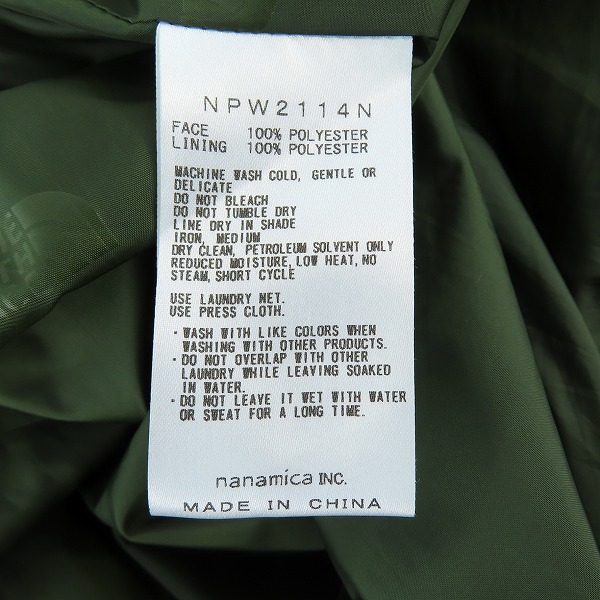 NPW2114N
FACE 100% POLYESTER
LINING 100% POLYESTER
MACHINE WASH COLD, GENTLE OR
DELICATE
DO NOT BLEACH
DO NOT TUMBLE DRY
LINE DRY IN SHADE
IRON, MEDIUM
DRY CLEAN, PETROLEUM SOLVENT ONLY
REDUCED MOISTURE, LOW HEAT, NO
STEAM, SHORT CYCLE
USE LAUNDRY NET.
USE PRESS CLOTH.
・WASH WITH LIKE COLORS WHEN
WASHING WITH OTHER PRODUCTS.
・DO NOT OVERLAP WITH OTHER
LAUNDRY WHILE LEAVING SOAKED
IN WATER.
・DO NOT LEAVE IT WET WITH WATER
OR SWEAT FOR A LONG TIME.
nanamica INC.
MADE IN CHINA